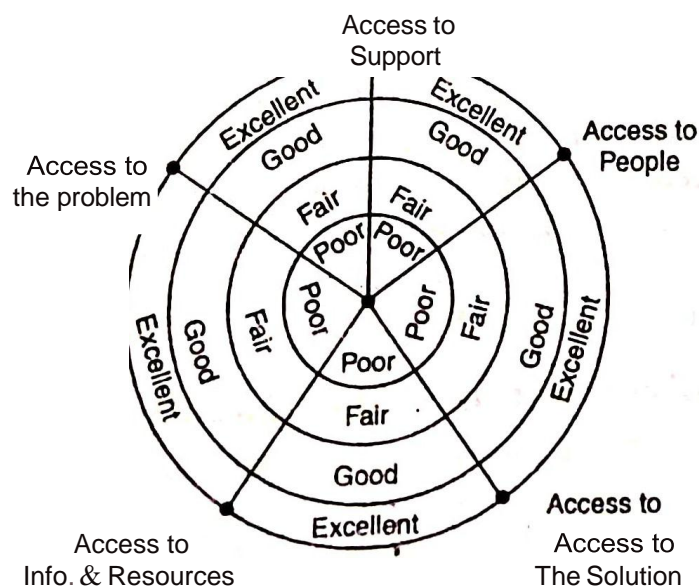 Access to
Support
Excellent
Excellent
Good
Good
Access to
People
Access to
the problem
Fair
Fair
Poor
Poor
Poor
Poor
Fair
Fair
Good
Good
Excellent
Excellent
Poor
Fair
Good
Excellent
Access to
Access to
Info. & Resources
Access to
The Solution